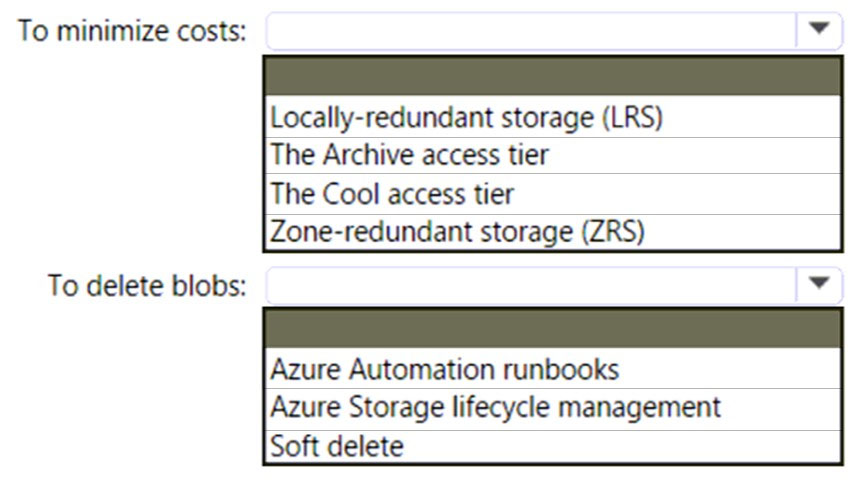 To minimize costs:
Locally-redundant storage (LRS)
The Archive access tier
The Cool access tier
Zone-redundant storage (ZRS)
To delete blobs:
Azure Automation runbooks
Azure Storage lifecycle management
Soft delete